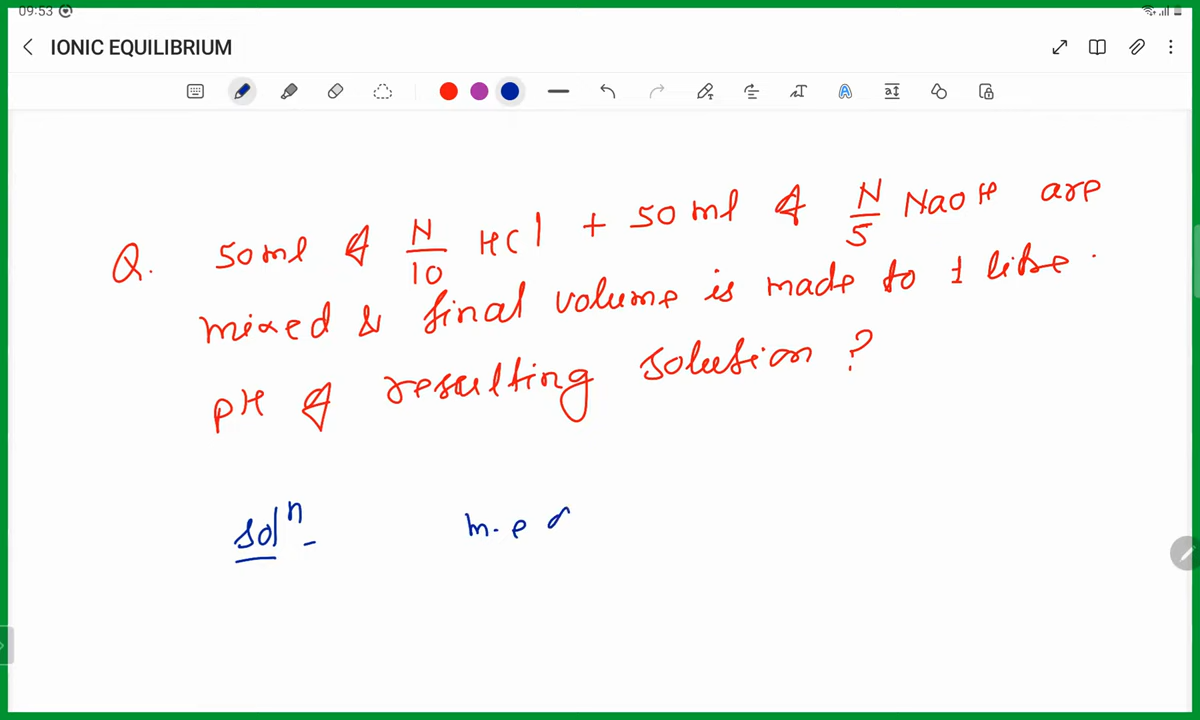 09:53
IONIC EQUILIBRIUM
Q. 50ml of N/10 HCl + 50 ml of N/5 NaOH are
mixed & final volume is made to 1 litre.
pH of resulting solution ?
solⁿ- m.e